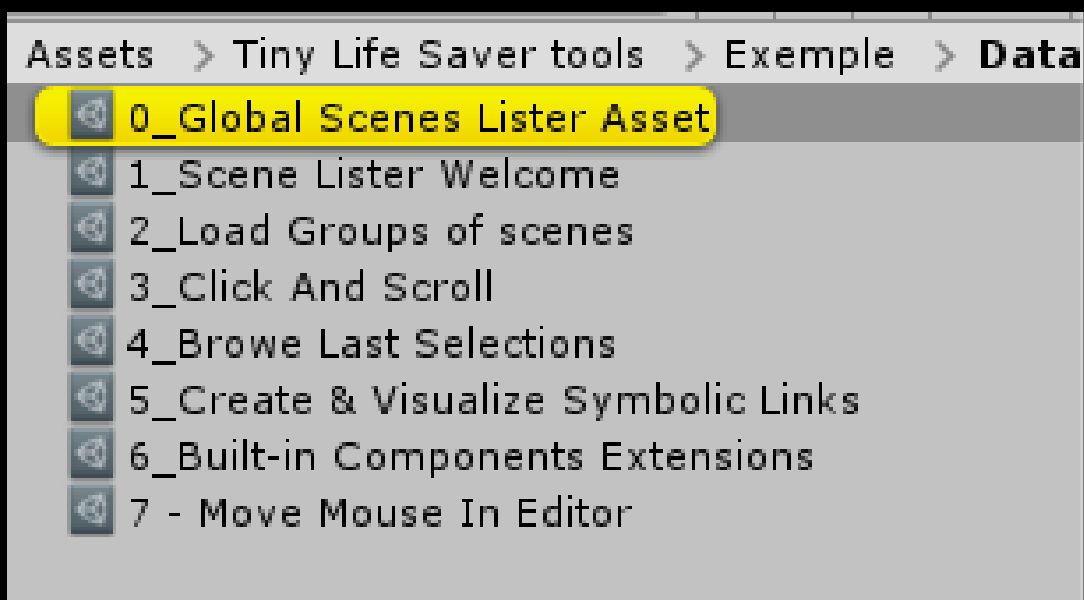 Assets > Tiny Life Saver tools > Exemple > Data
0_Global Scenes Lister Asset
1_Scene Lister Welcome
2_Load Groups of scenes
3_Click And Scroll
4_Browe Last Selections
5_Create & Visualize Symbolic Links
6_Built-in Components Extensions
7 - Move Mouse In Editor